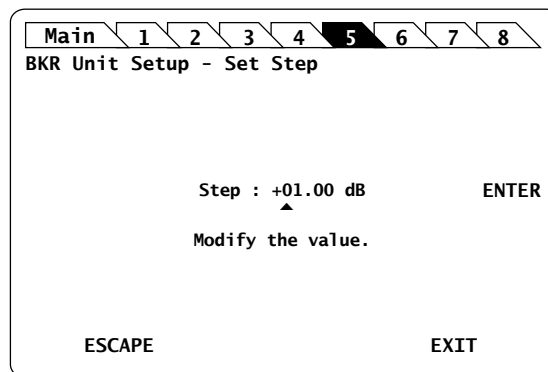 Main 1 2 3 4 5 6 7 8
BKR Unit Setup - Set Step
Step : +01.00 dB ENTER
Modify the value.
ESCAPE EXIT